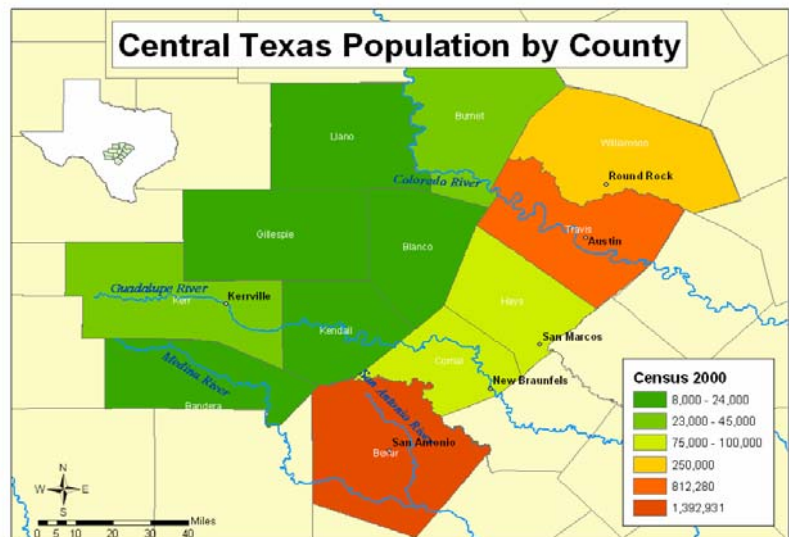 Central Texas Population by County
Burnet
Llano
Williamson
Colorado River
Round Rock
Gillespie
Blanco
Travis
Austin
Guadalupe River
Kerr
Kerrville
Hays
Kendall
San Marcos
Medina River
Comal
New Braunfels
San Antonio River
Bandera
San Antonio
Bexar
Census 2000
8,000 - 24,000
23,000 - 45,000
75,000 - 100,000
250,000
812,280
1,392,931
N
W E
S
Miles
0 5 10 20 30 40